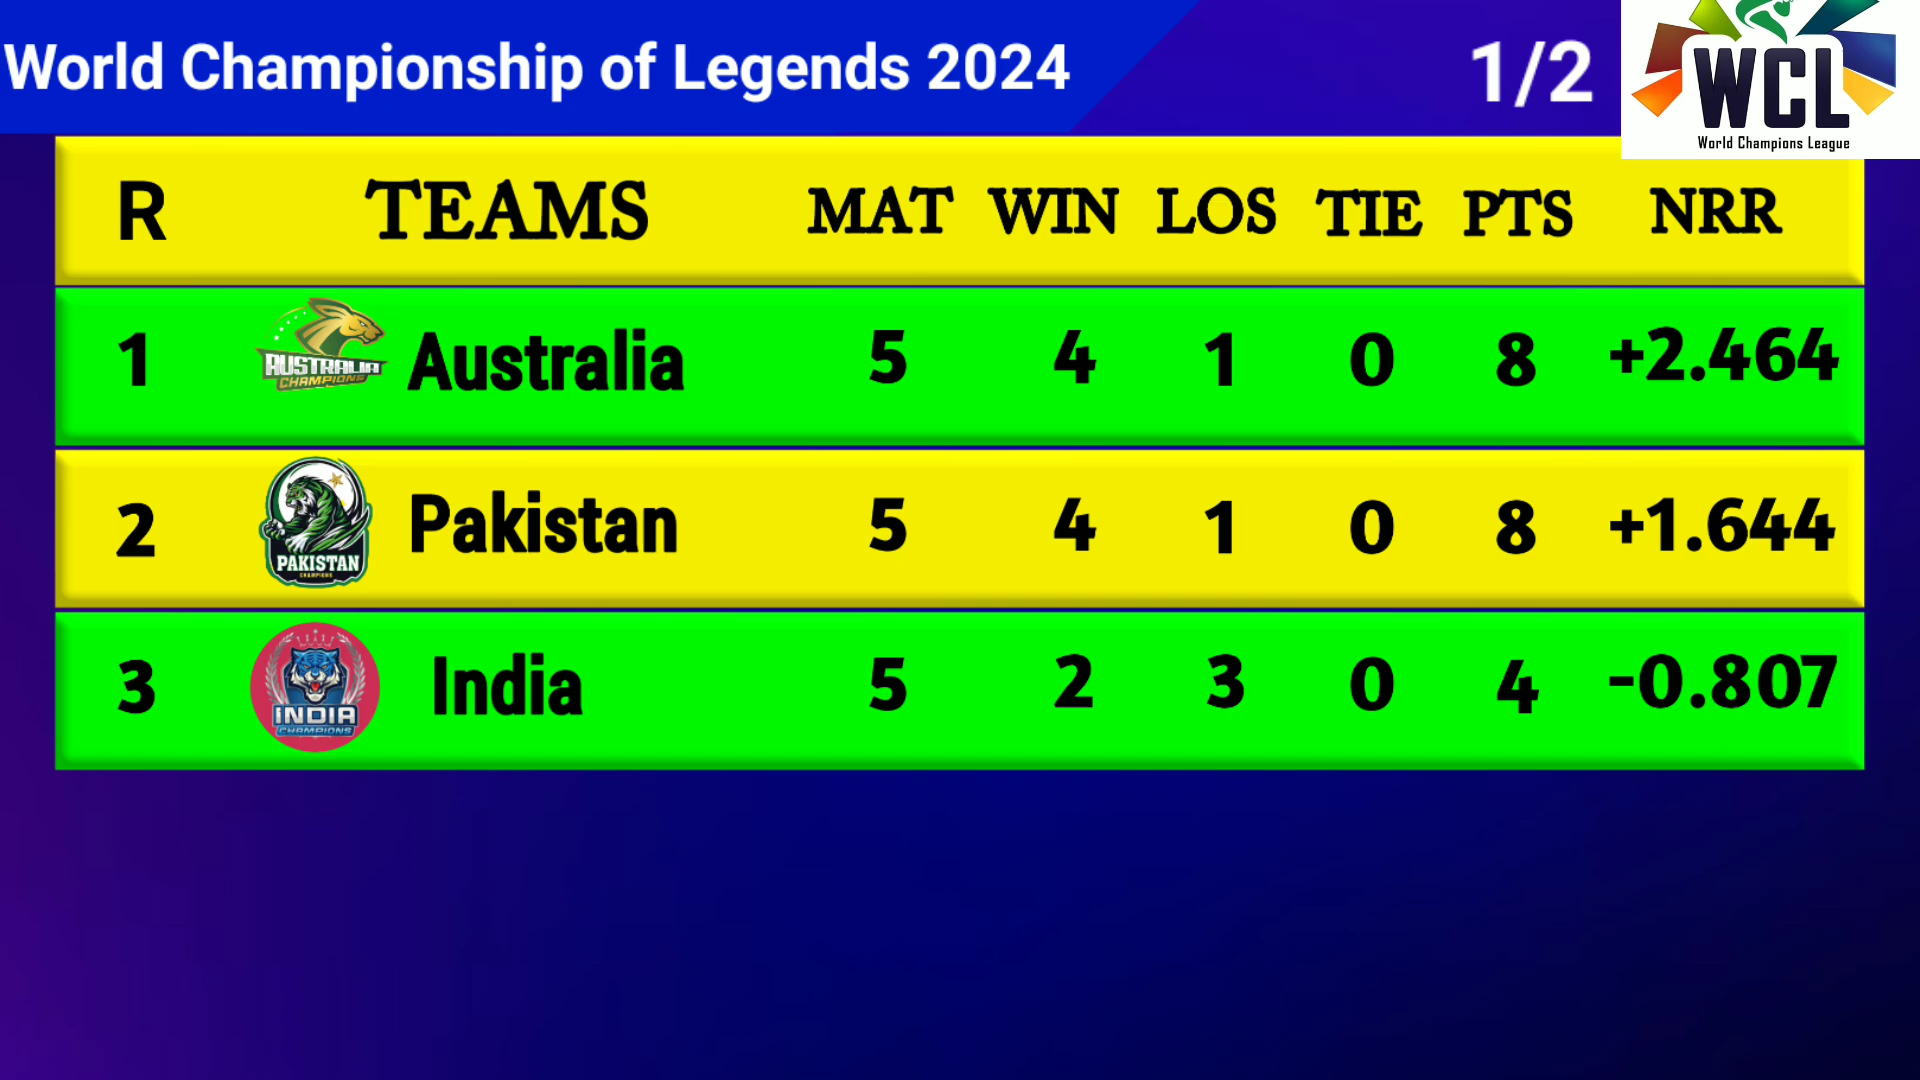 World Championship of Legends 2024
1/2
WCL
World Champions League
R TEAMS MAT WIN LOS TIE PTS NRR
1 AUSTRALIA CHAMPIONS Australia 5 4 1 0 8 +2.464
2 PAKISTAN CHAMPIONS Pakistan 5 4 1 0 8 +1.644
3 INDIA CHAMPIONS India 5 2 3 0 4 -0.807